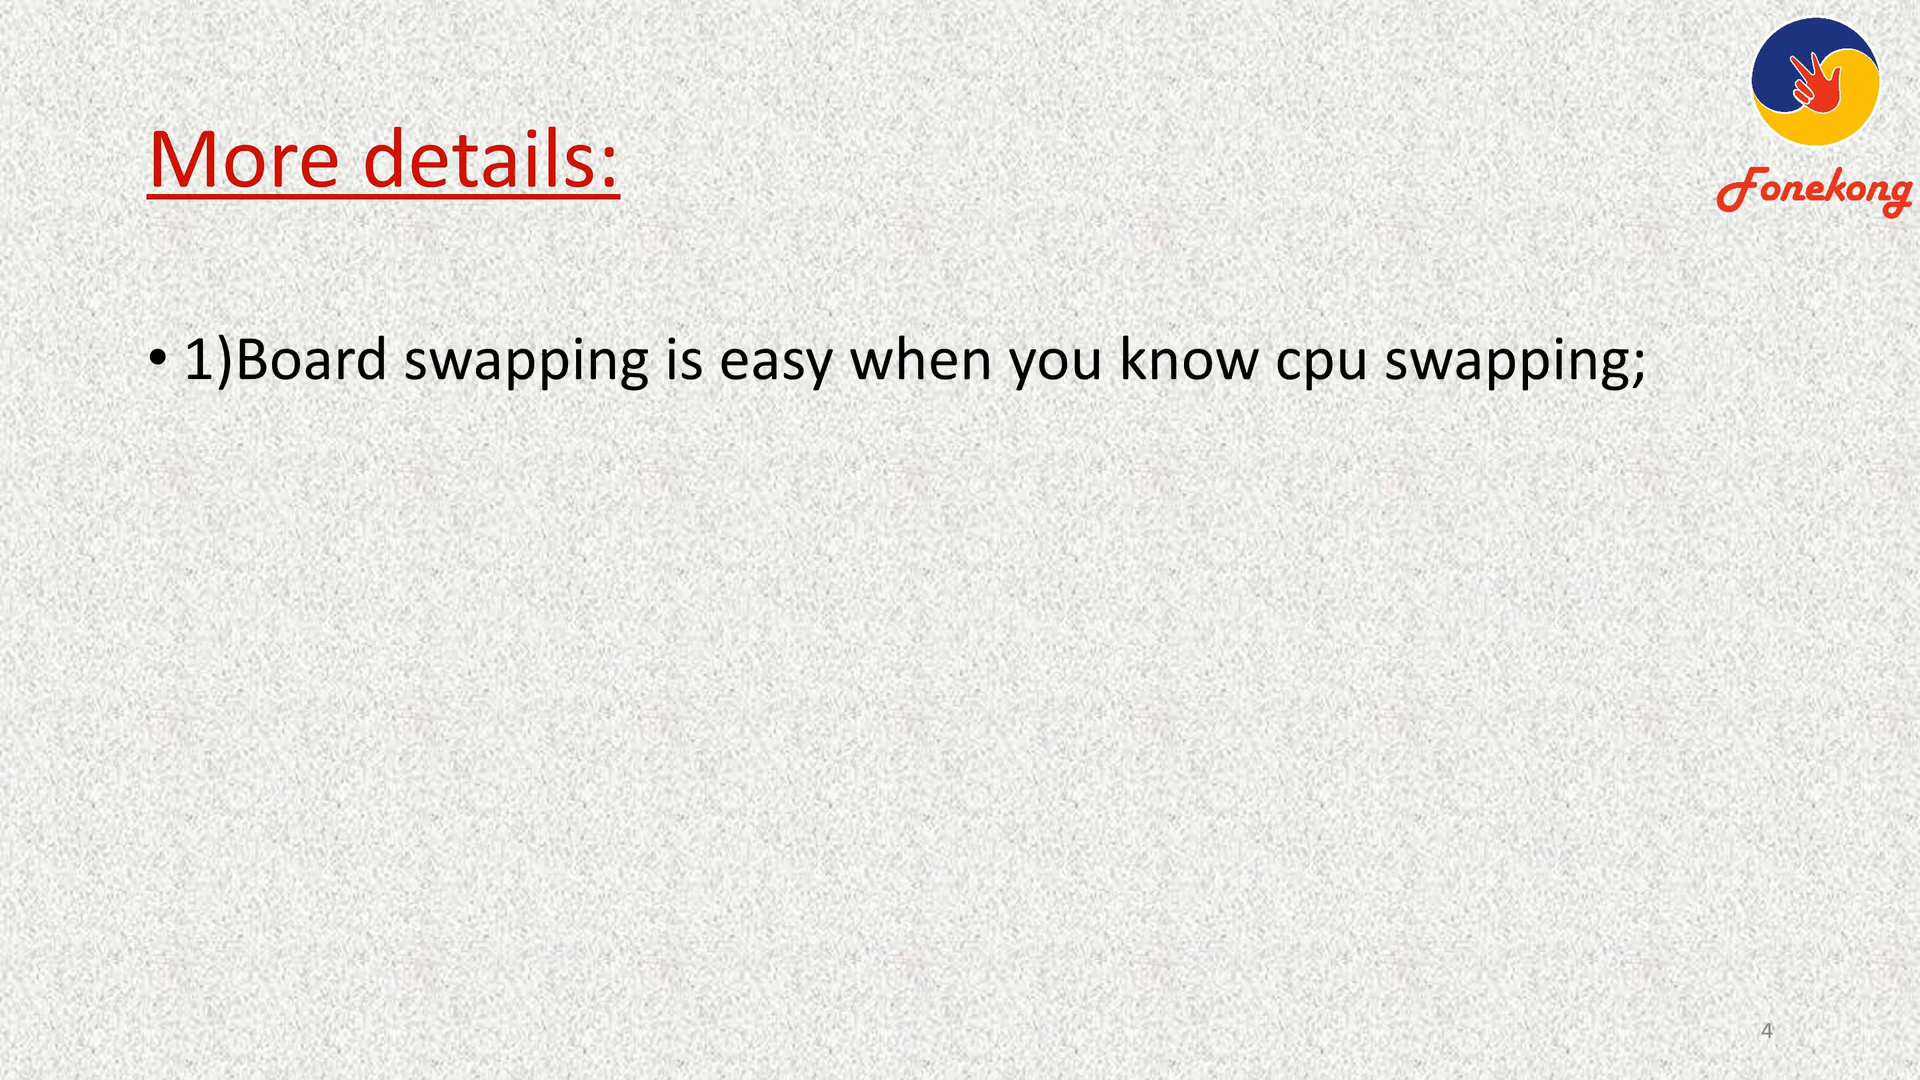 Fonekong
More details:
• 1)Board swapping is easy when you know cpu swapping;
4